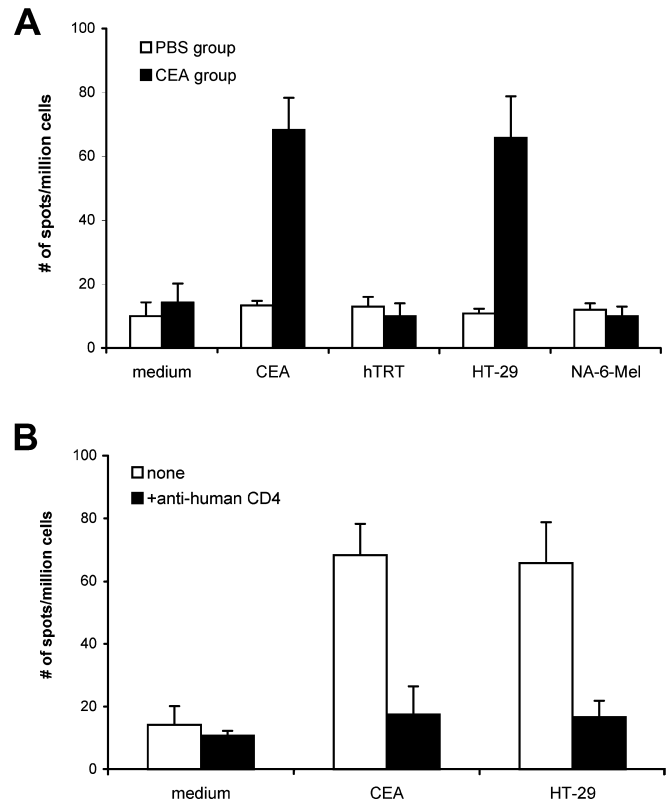 A
100
80
60
40
20
0
# of spots/million cells
PBS group
CEA group
medium CEA hTRT HT-29 NA-6-Mel
B
100
80
60
40
20
0
# of spots/million cells
none
+anti-human CD4
medium CEA HT-29